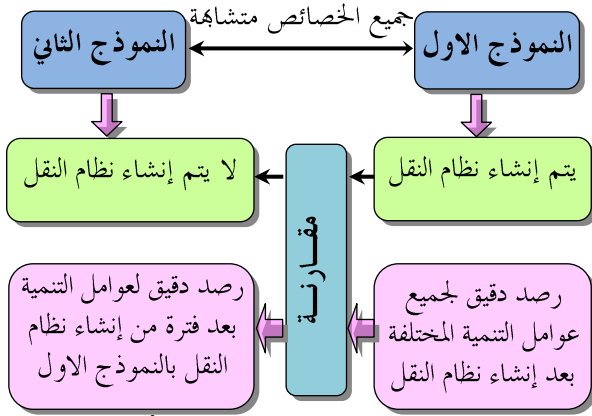 جميع الخصائص متشابهة
النموذج الاول
النموذج الثاني
يتم إنشاء نظام النقل
لا يتم إنشاء نظام النقل
مقارنة
رصد دقيق لجميع
عوامل التنمية المختلفة
بعد إنشاء نظام النقل
رصد دقيق لعوامل التنمية
بعد فترة من إنشاء نظام
النقل بالنموذج الاول